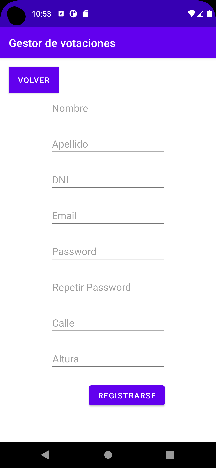 10:53
Gestor de votaciones
VOLVER
Nombre
Apellido
DNI
Email
Password
Repetir Password
Calle
Altura
REGISTRARSE